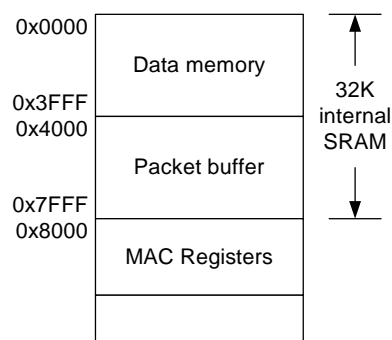 0x0000
Data memory
0x3FFF
0x4000
Packet buffer
0x7FFF
0x8000
MAC Registers
32K
internal
SRAM